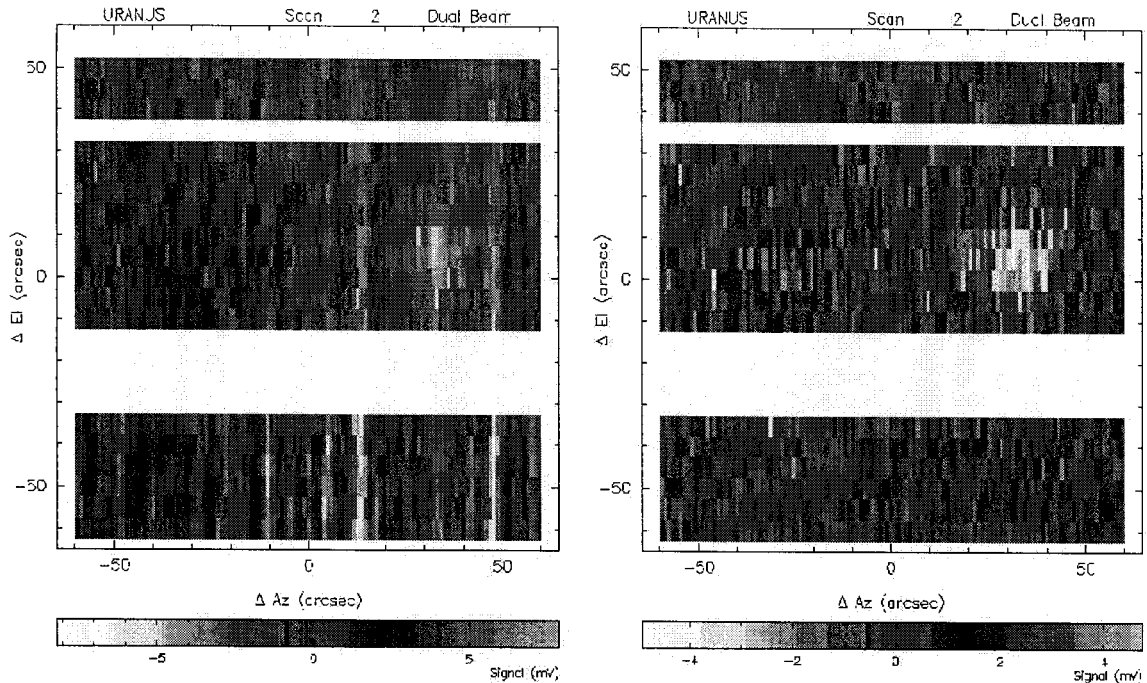 URANUS Scan 2 Dual Beam
50
0
-50
Δ El (arcsec)
-50 0 50
Δ Az (arcsec)
-5 0 5
Signal (mV)
URANUS Scan 2 Dual Beam
50
0
-50
Δ El (arcsec)
-50 0 50
Δ Az (arcsec)
-4 -2 0 2 4
Signal (mV)